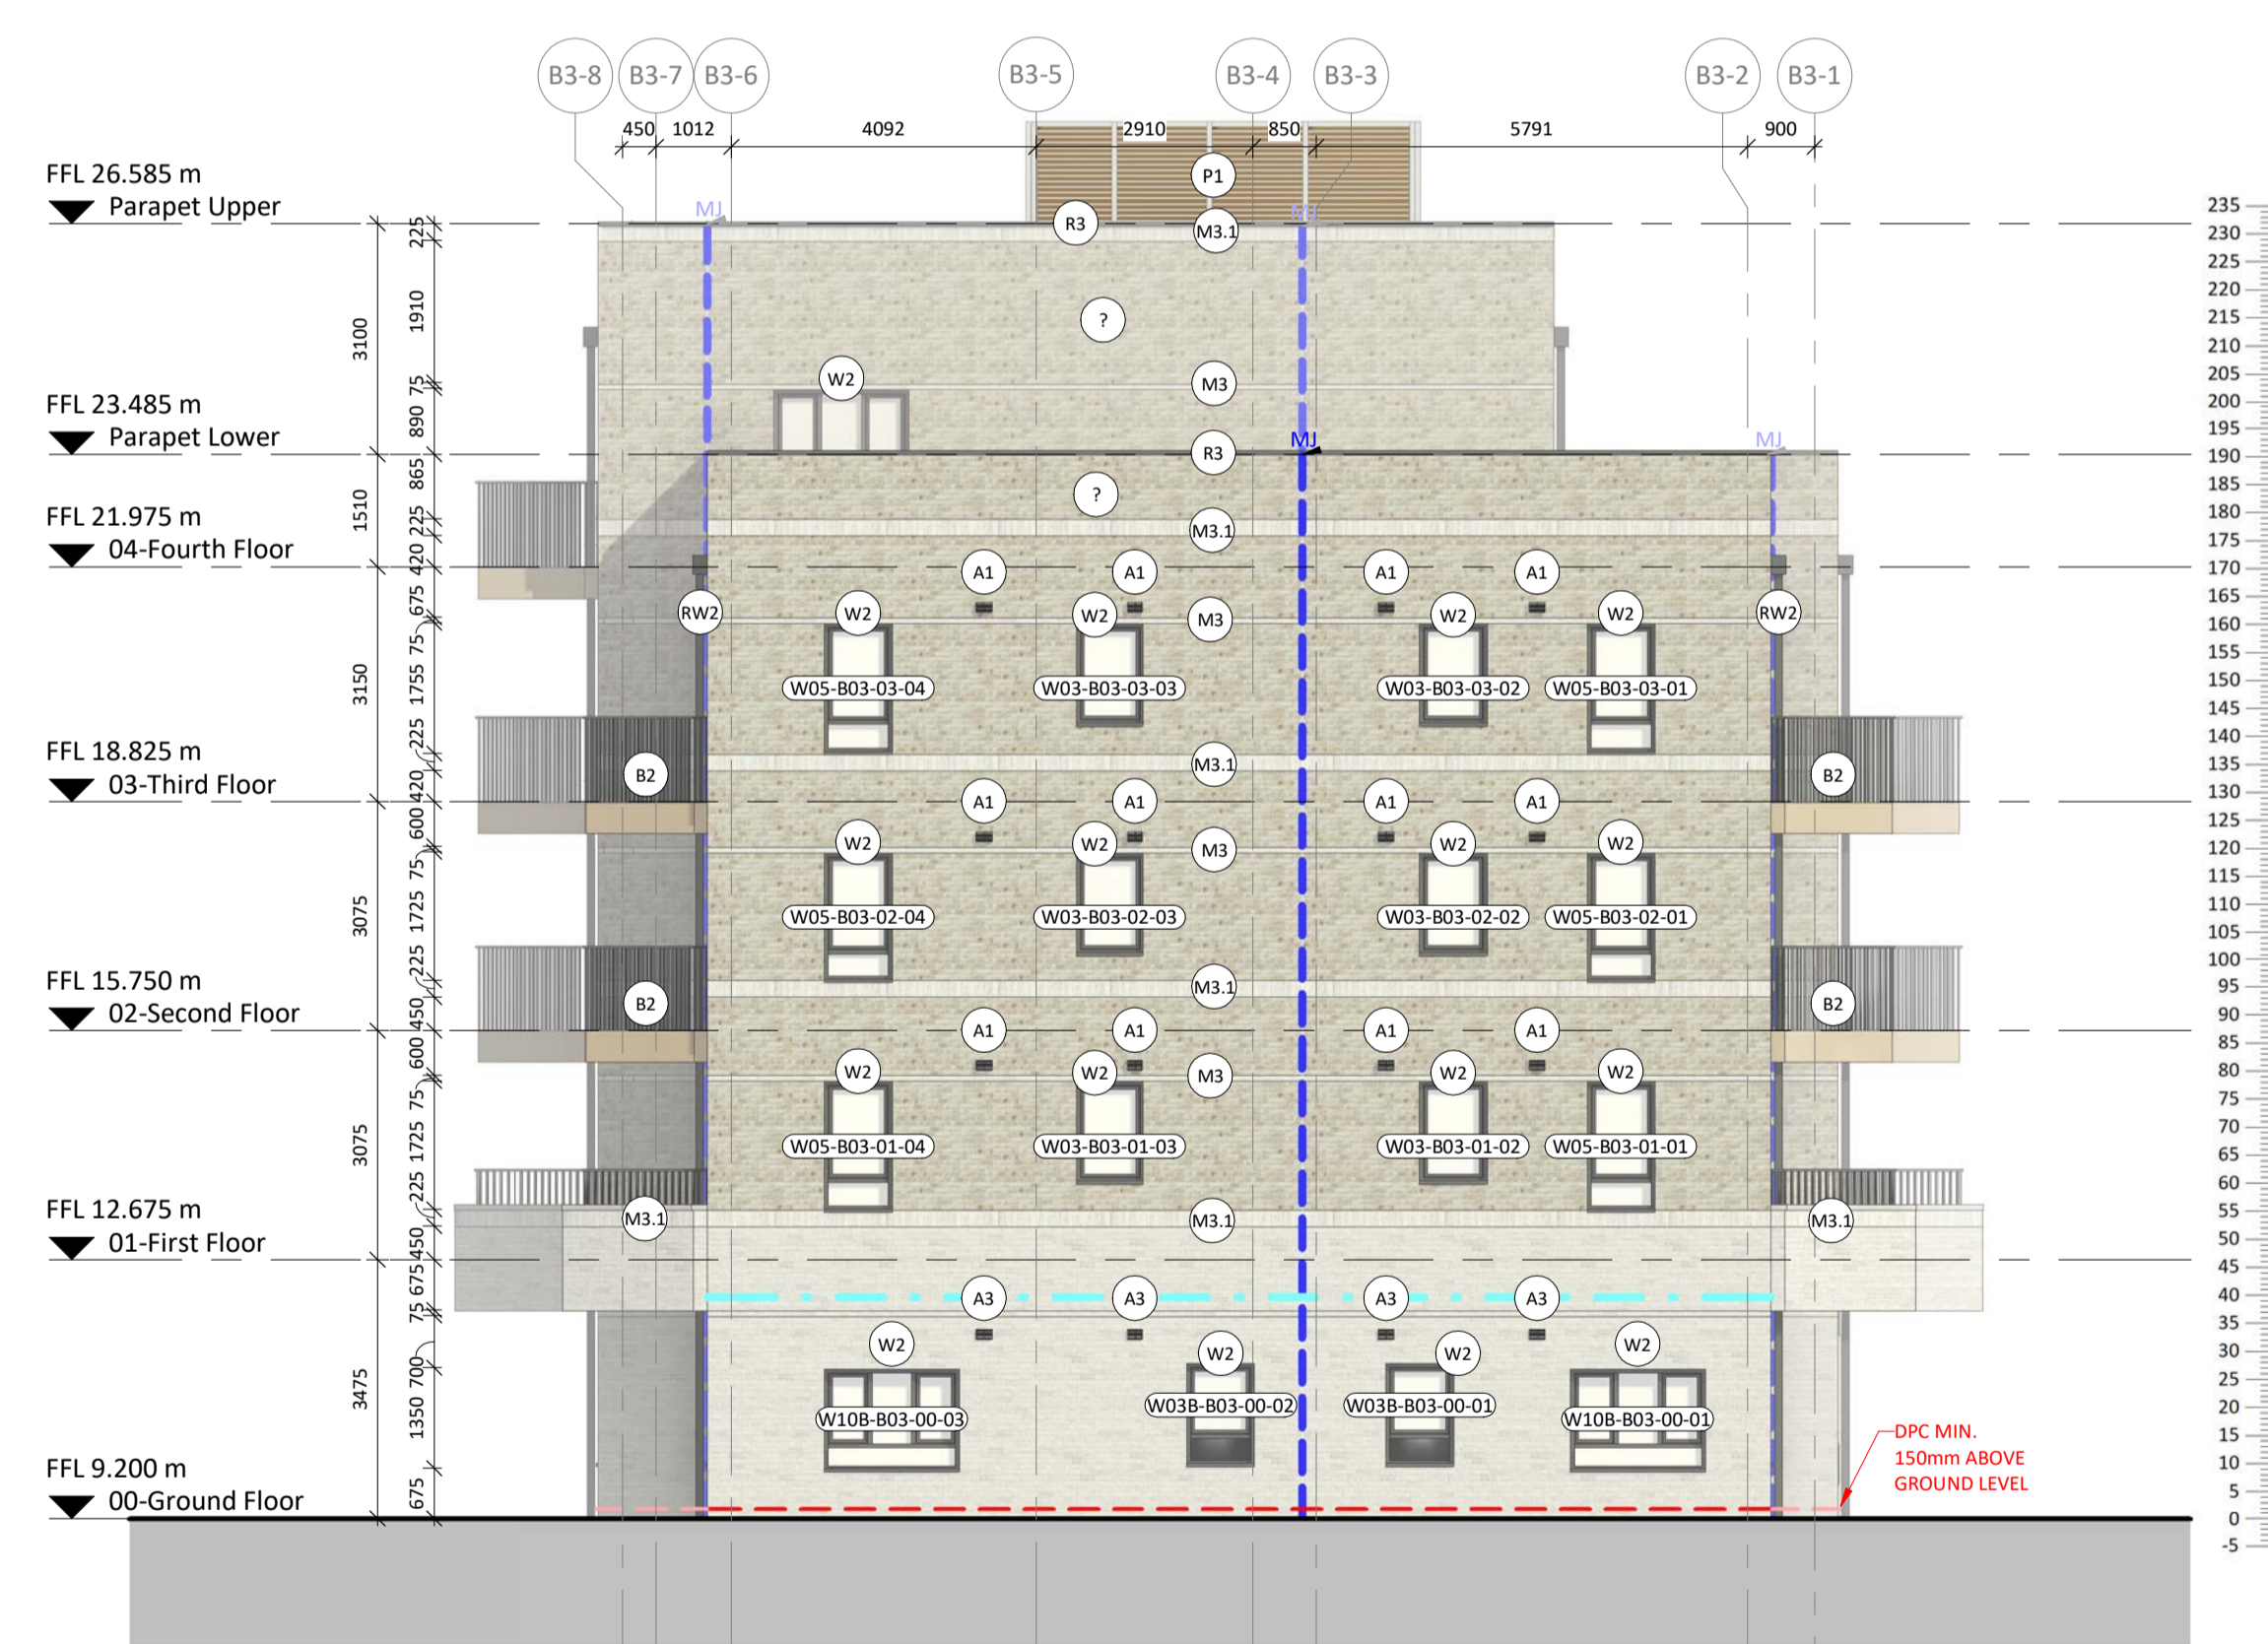 B3-8 B3-7 B3-6 B3-5 B3-4 B3-3 B3-2 B3-1
450 1012 4092 2910 850 5791 900
FFL 26.585 m
Parapet Upper
FFL 23.485 m
Parapet Lower
FFL 21.975 m
04-Fourth Floor
FFL 18.825 m
03-Third Floor
FFL 15.750 m
02-Second Floor
FFL 12.675 m
01-First Floor
FFL 9.200 m
00-Ground Floor
3100
1510
3150
3075
3075
3475
225
1910
75
890
865
225
420
675
75
1755
225
420
600
75
1725
225
450
600
75
1725
225
450
675
75
700
1350
675
P1
MJ MJ
R3 M3.1
?
W2 M3
MJ MJ
R3
?
M3.1
A1 A1 A1 A1
RW2 W2 W2 M3 W2 W2 RW2
W05-B03-03-04 W03-B03-03-03 W03-B03-03-02 W05-B03-03-01
B2 M3.1 B2
A1 A1 A1 A1
W2 W2 M3 W2 W2
W05-B03-02-04 W03-B03-02-03 W03-B03-02-02 W05-B03-02-01
B2 M3.1 B2
A1 A1 A1 A1
W2 W2 M3 W2 W2
W05-B03-01-04 W03-B03-01-03 W03-B03-01-02 W05-B03-01-01
M3.1 M3.1 M3.1
A3 A3 A3 A3
W2 W2 W2 W2
W10B-B03-00-03 W03B-B03-00-02 W03B-B03-00-01 W10B-B03-00-01
DPC MIN.
150mm ABOVE
GROUND LEVEL
235
230
225
220
215
210
205
200
195
190
185
180
175
170
165
160
155
150
145
140
135
130
125
120
115
110
105
100
95
90
85
80
75
70
65
60
55
50
45
40
35
30
25
20
15
10
5
0
-5